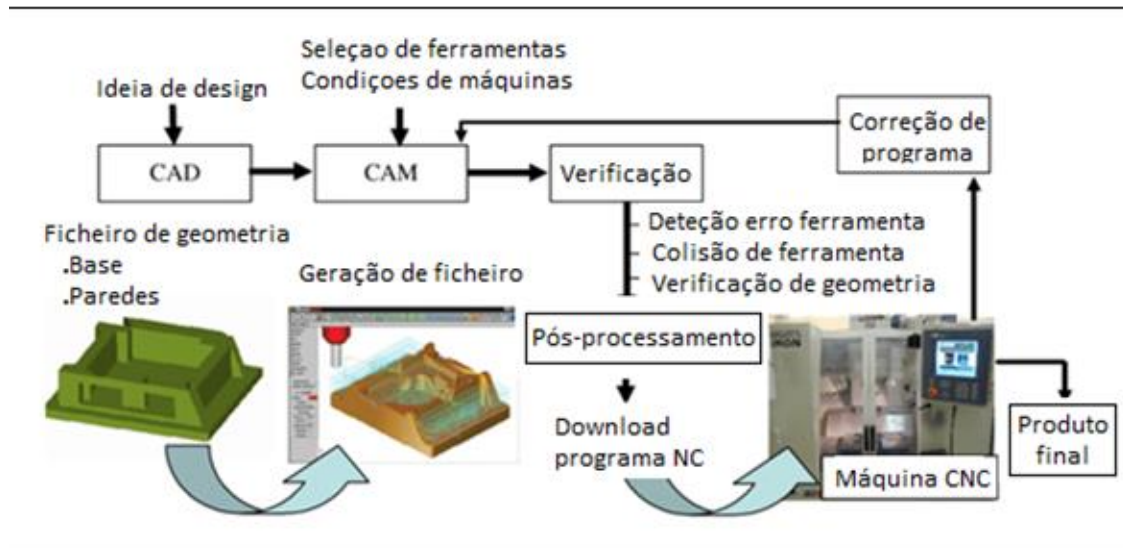 Seleçao de ferramentas
Condiçoes de máquinas
Ideia de design
Correção de
programa
CAD
CAM
Verificação
Deteção erro ferramenta
Colisão de ferramenta
Verificação de geometria
Ficheiro de geometria
.Base
.Paredes
Geração de ficheiro
Pós-processamento
Download
programa NC
Máquina CNC
Produto
final